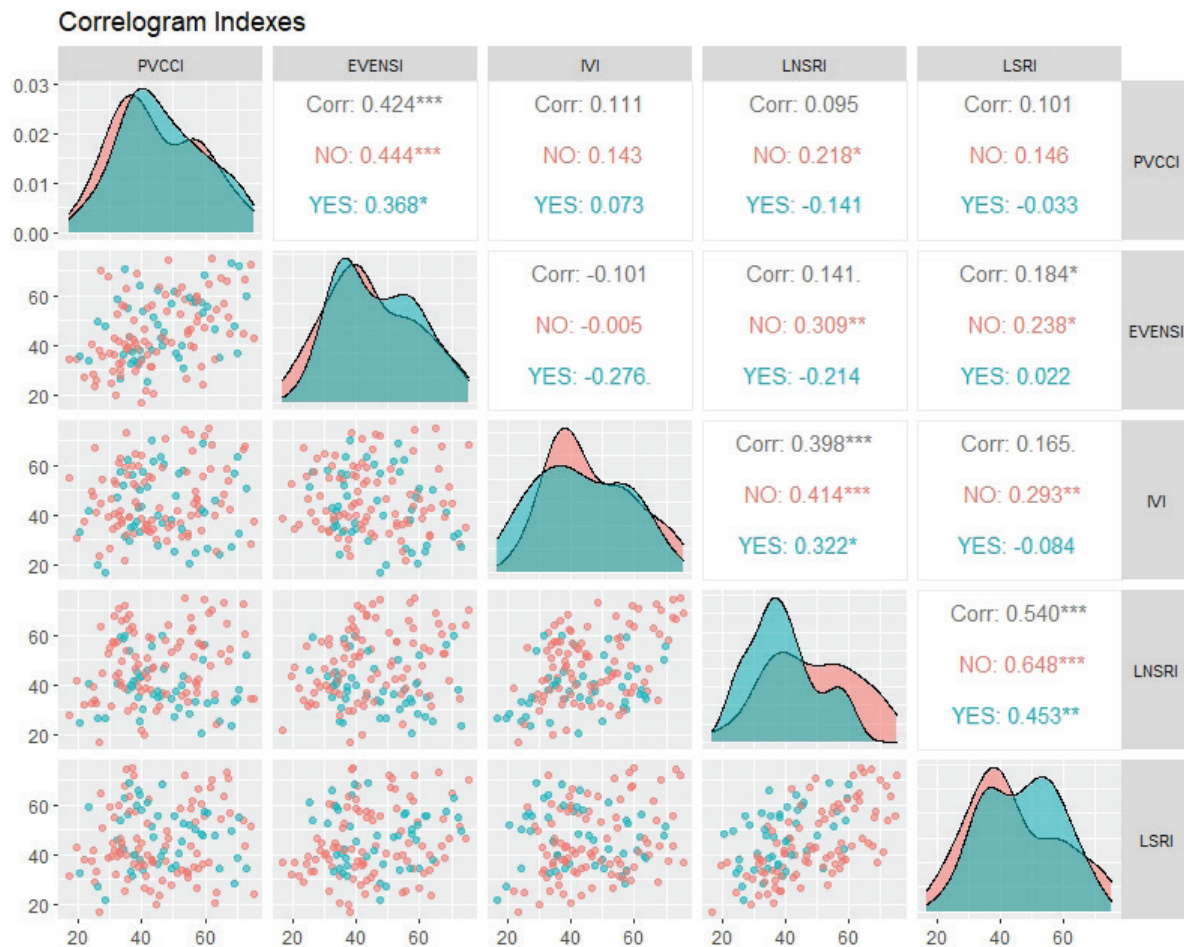 Correlogram Indexes
PVCCI EVENSI IVI LNSRI LSRI
0.03
0.02
0.01
0.00
Corr: 0.424*** Corr: 0.111 Corr: 0.095 Corr: 0.101
NO: 0.444*** NO: 0.143 NO: 0.218* NO: 0.146
YES: 0.368* YES: 0.073 YES: -0.141 YES: -0.033
PVCCI
60
40
20
Corr: -0.101 Corr: 0.141. Corr: 0.184*
NO: -0.005 NO: 0.309** NO: 0.238*
YES: -0.276. YES: -0.214 YES: 0.022
EVENSI
60
40
20
Corr: 0.398*** Corr: 0.165.
NO: 0.414*** NO: 0.293**
YES: 0.322* YES: -0.084
IVI
60
40
20
Corr: 0.540***
NO: 0.648***
YES: 0.453**
LNSRI
60
40
20
LSRI
20 40 60 20 40 60 20 40 60 20 40 60 20 40 60